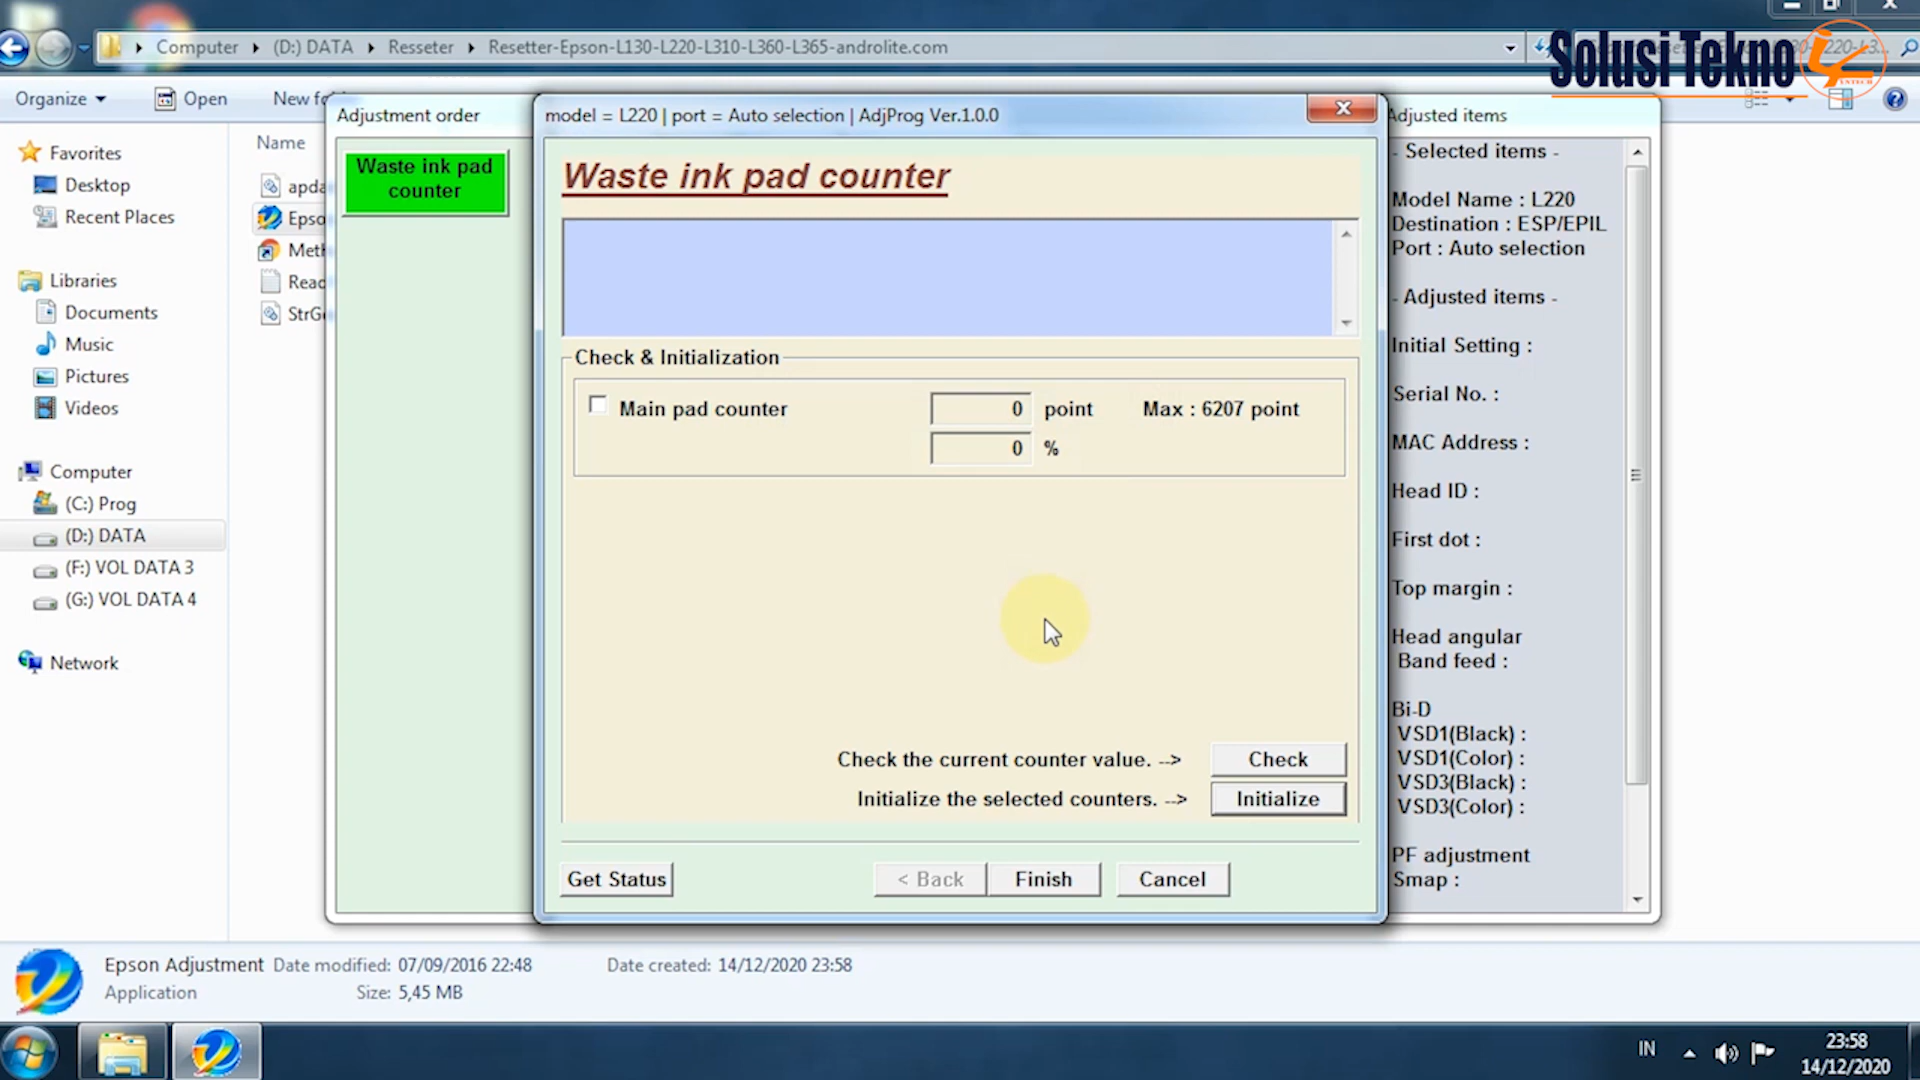 Computer
(D:) DATA
Resseter
Resetter-Epson-L130-L220-L310-L360-L365-androlite.com
Solusi Tekno
Organize
Open
Name
Favorites
Desktop
Recent Places
Libraries
Documents
Music
Pictures
Videos
Computer
(C:) Prog
(D:) DATA
(F:) VOL DATA 3
(G:) VOL DATA 4
Network
Adjustment order
Waste ink pad
counter
model = L220 | port = Auto selection | AdjProg Ver.1.0.0
Waste ink pad counter
Check & Initialization
Main pad counter
0 point
Max : 6207 point
0 %
Check the current counter value. -->
Check
Initialize the selected counters. -->
Initialize
Get Status
< Back
Finish
Cancel
Adjusted items
- Selected items -
Model Name : L220
Destination : ESP/EPIL
Port : Auto selection
- Adjusted items -
Initial Setting :
Serial No. :
MAC Address :
Head ID :
First dot :
Top margin :
Head angular
Band feed :
Bi-D
VSD1(Black) :
VSD1(Color) :
VSD3(Black) :
VSD3(Color) :
PF adjustment
Smap :
Epson Adjustment
Date modified: 07/09/2016 22:48
Date created: 14/12/2020 23:58
Application
Size: 5,45 MB
IN
23:58
14/12/2020